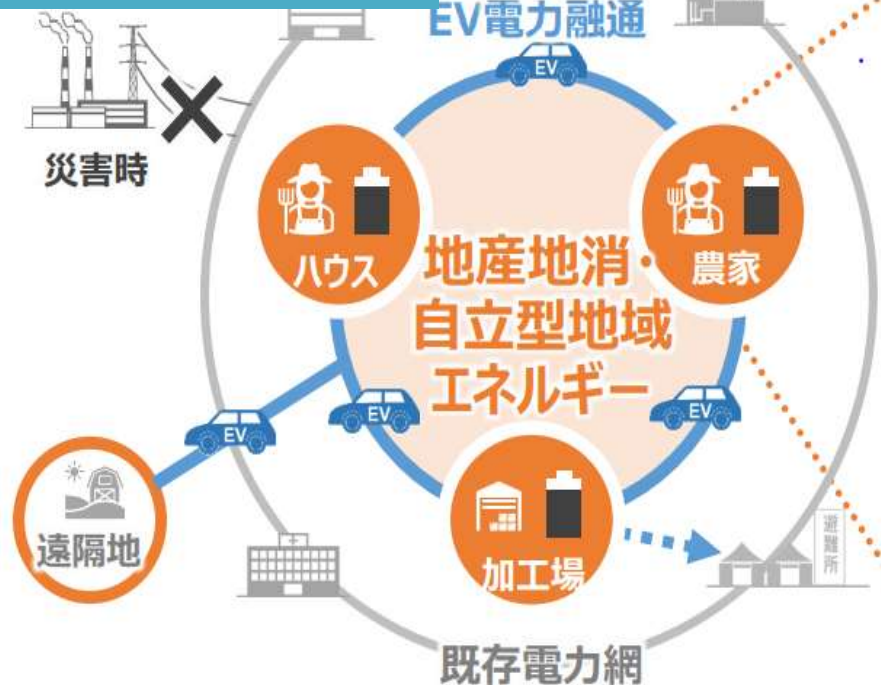 EV電力融通
EV
災害時
ハウス
農家
地産地消・
自立型地域
エネルギー
EV
EV
EV
遠隔地
加工場
避難所
既存電力網